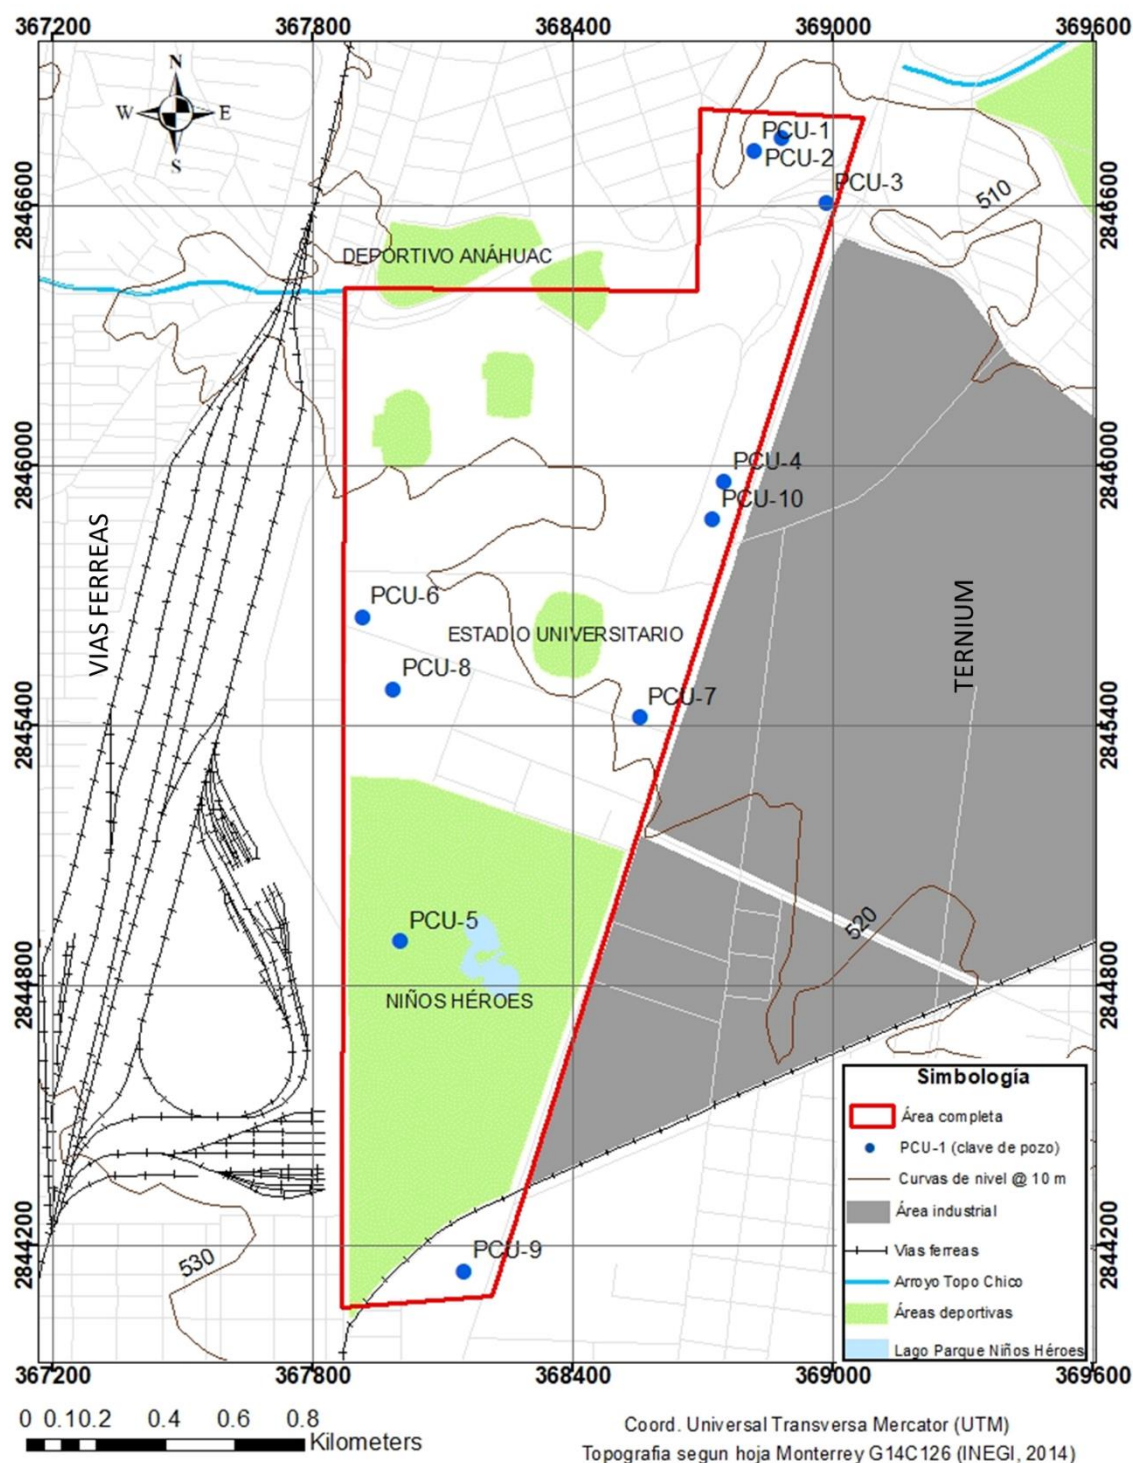 367200 367800 368400 369000 369600
N
W E
S
PCU-1
PCU-2
PCU-3
510
2846600 2846600
DEPORTIVO ANÁHUAC
PCU-4
2846000 2846000
PCU-10
VIAS FERREAS
TERNIUM
PCU-6
ESTADIO UNIVERSITARIO
PCU-8
PCU-7
2845400 2845400
PCU-5
520
2844800 2844800
NIÑOS HÉROES
Simbología
Área completa
PCU-1 (clave de pozo)
Curvas de nivel @ 10 m
Área industrial
Vias ferreas
Arroyo Topo Chico
Áreas deportivas
Lago Parque Niños Héroes
2844200 2844200
PCU-9
530
367200 367800 368400 369000 369600
0 0.10.2 0.4 0.6 0.8
Kilometers
Coord. Universal Transversa Mercator (UTM)
Topografia segun hoja Monterrey G14C126 (INEGI, 2014)